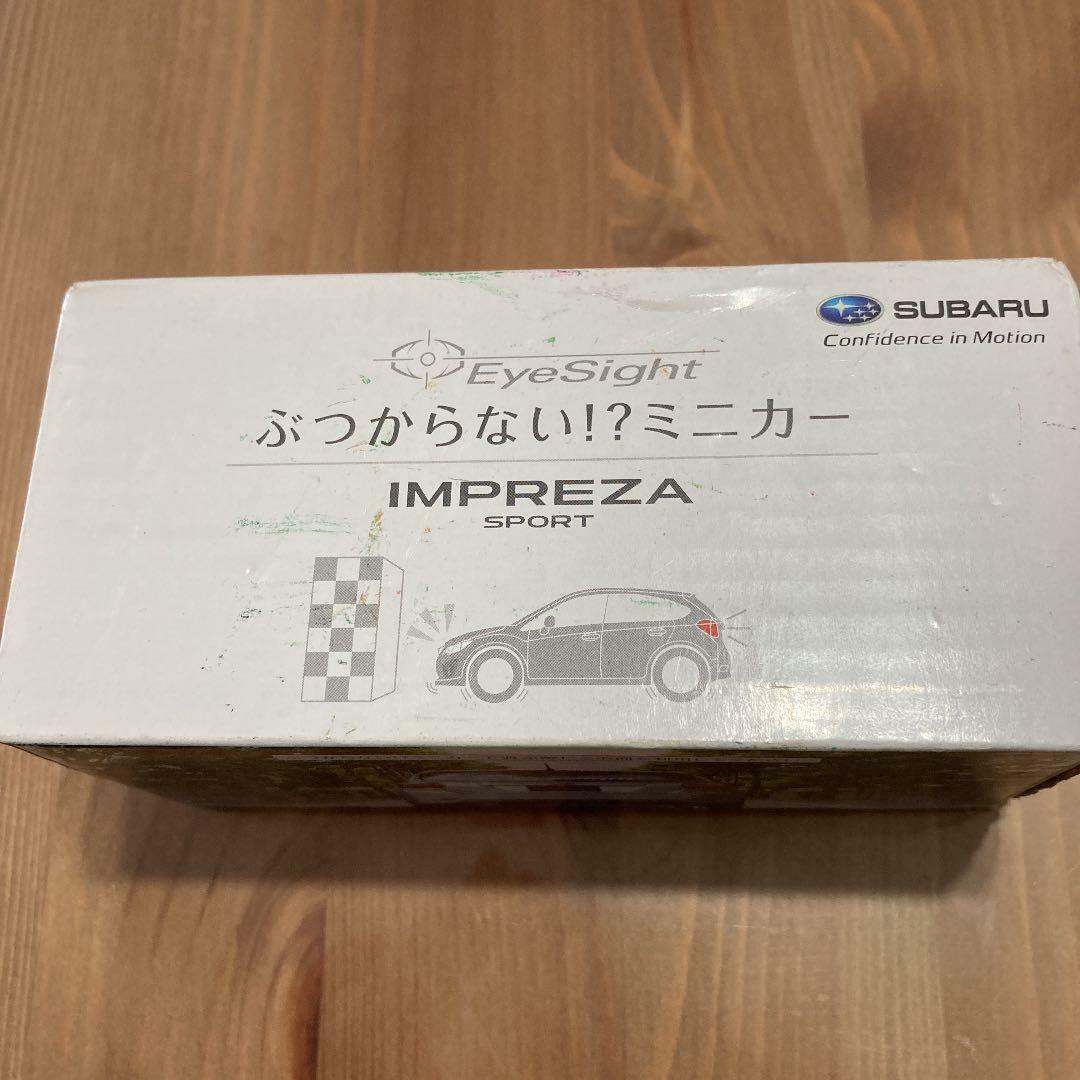 SUBARU
Confidence in Motion
EyeSight
ぶつからない!?ミニカー
IMPREZA
SPORT